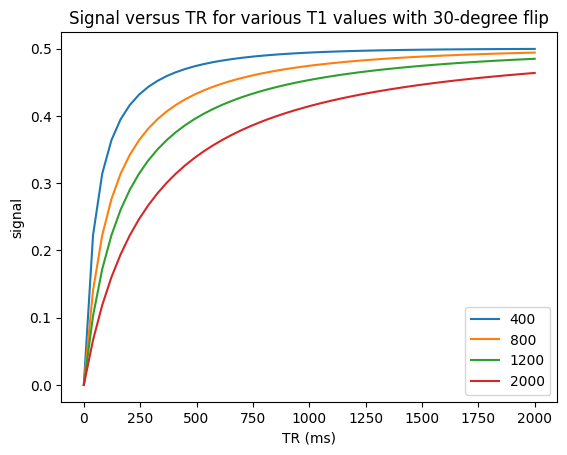 Signal versus TR for various T1 values with 30-degree flip
0.5
0.4
0.3
0.2
0.1
0.0
signal
0 250 500 750 1000 1250 1500 1750 2000
TR (ms)
400
800
1200
2000